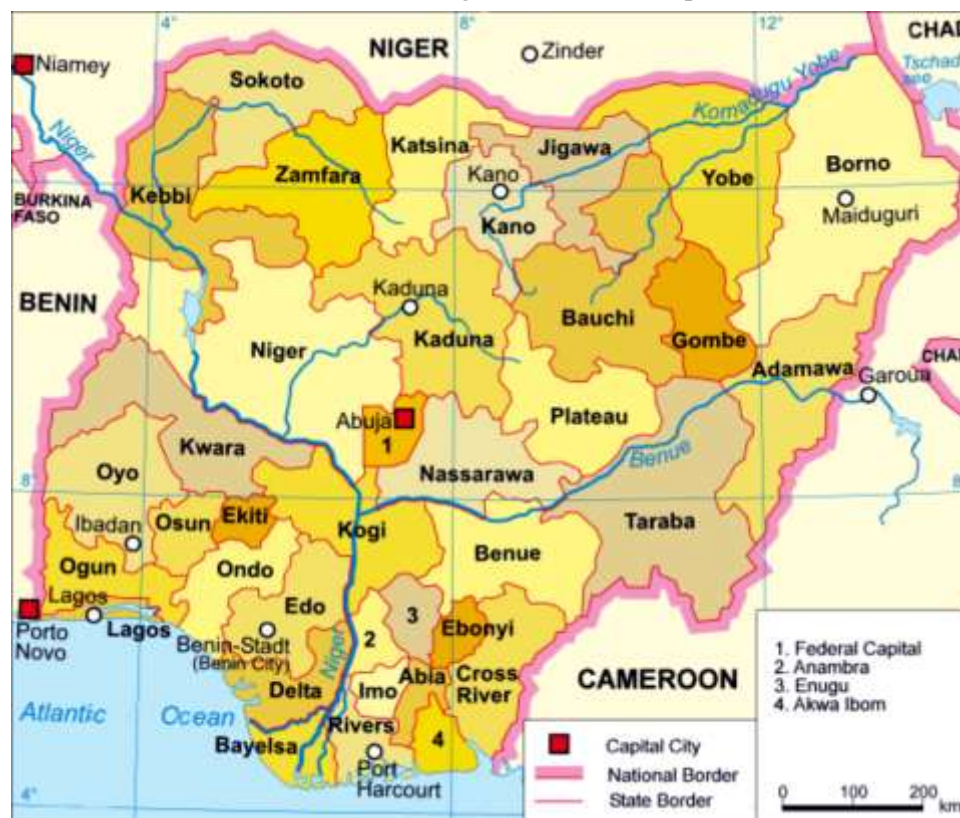 4°
8°
12°
NIGER
Zinder
CHAD
Tschad-
see
Niamey
Sokoto
Komadugu Yobe
Niger
Katsina
Jigawa
Borno
Zamfara
Kano
Yobe
Kebbi
BURKINA
FASO
Kano
Maiduguri
BENIN
Kaduna
Bauchi
Niger
Kaduna
Gombe
Adamawa
CHAD
Garoùa
Abuja
1
Plateau
Kwara
Nassarawa
Benue
Oyo
8°
8
Ibadan
Osun
Ekiti
Kogi
Taraba
Benue
Ogun
Ondo
Lagos
Edo
3
Ebonyi
Porto
Novo
Lagos
Benin-Stadt
(Benin City)
Niger
2
Abia
Cross
River
CAMEROON
Delta
Imo
Atlantic Ocean
Rivers
4
Bayelsa
Port
Harcourt
4°
1. Federal Capital
2. Anambra
3. Enugu
4. Akwa Ibom
Capital City
National Border
State Border
0 100 200
km